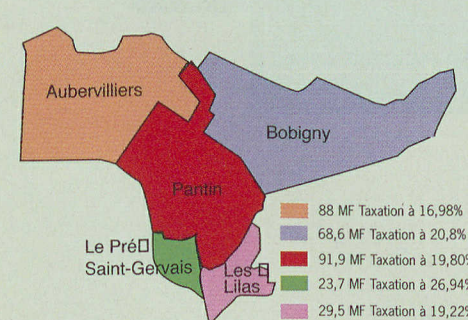 Aubervilliers
Bobigny
Pantin
Le Pré
Saint-Gervais
Les
Lilas
88 MF Taxation à 16,98%
68,6 MF Taxation à 20,8%
91,9 MF Taxation à 19,80%
23,7 MF Taxation à 26,94%
29,5 MF Taxation à 19,22%